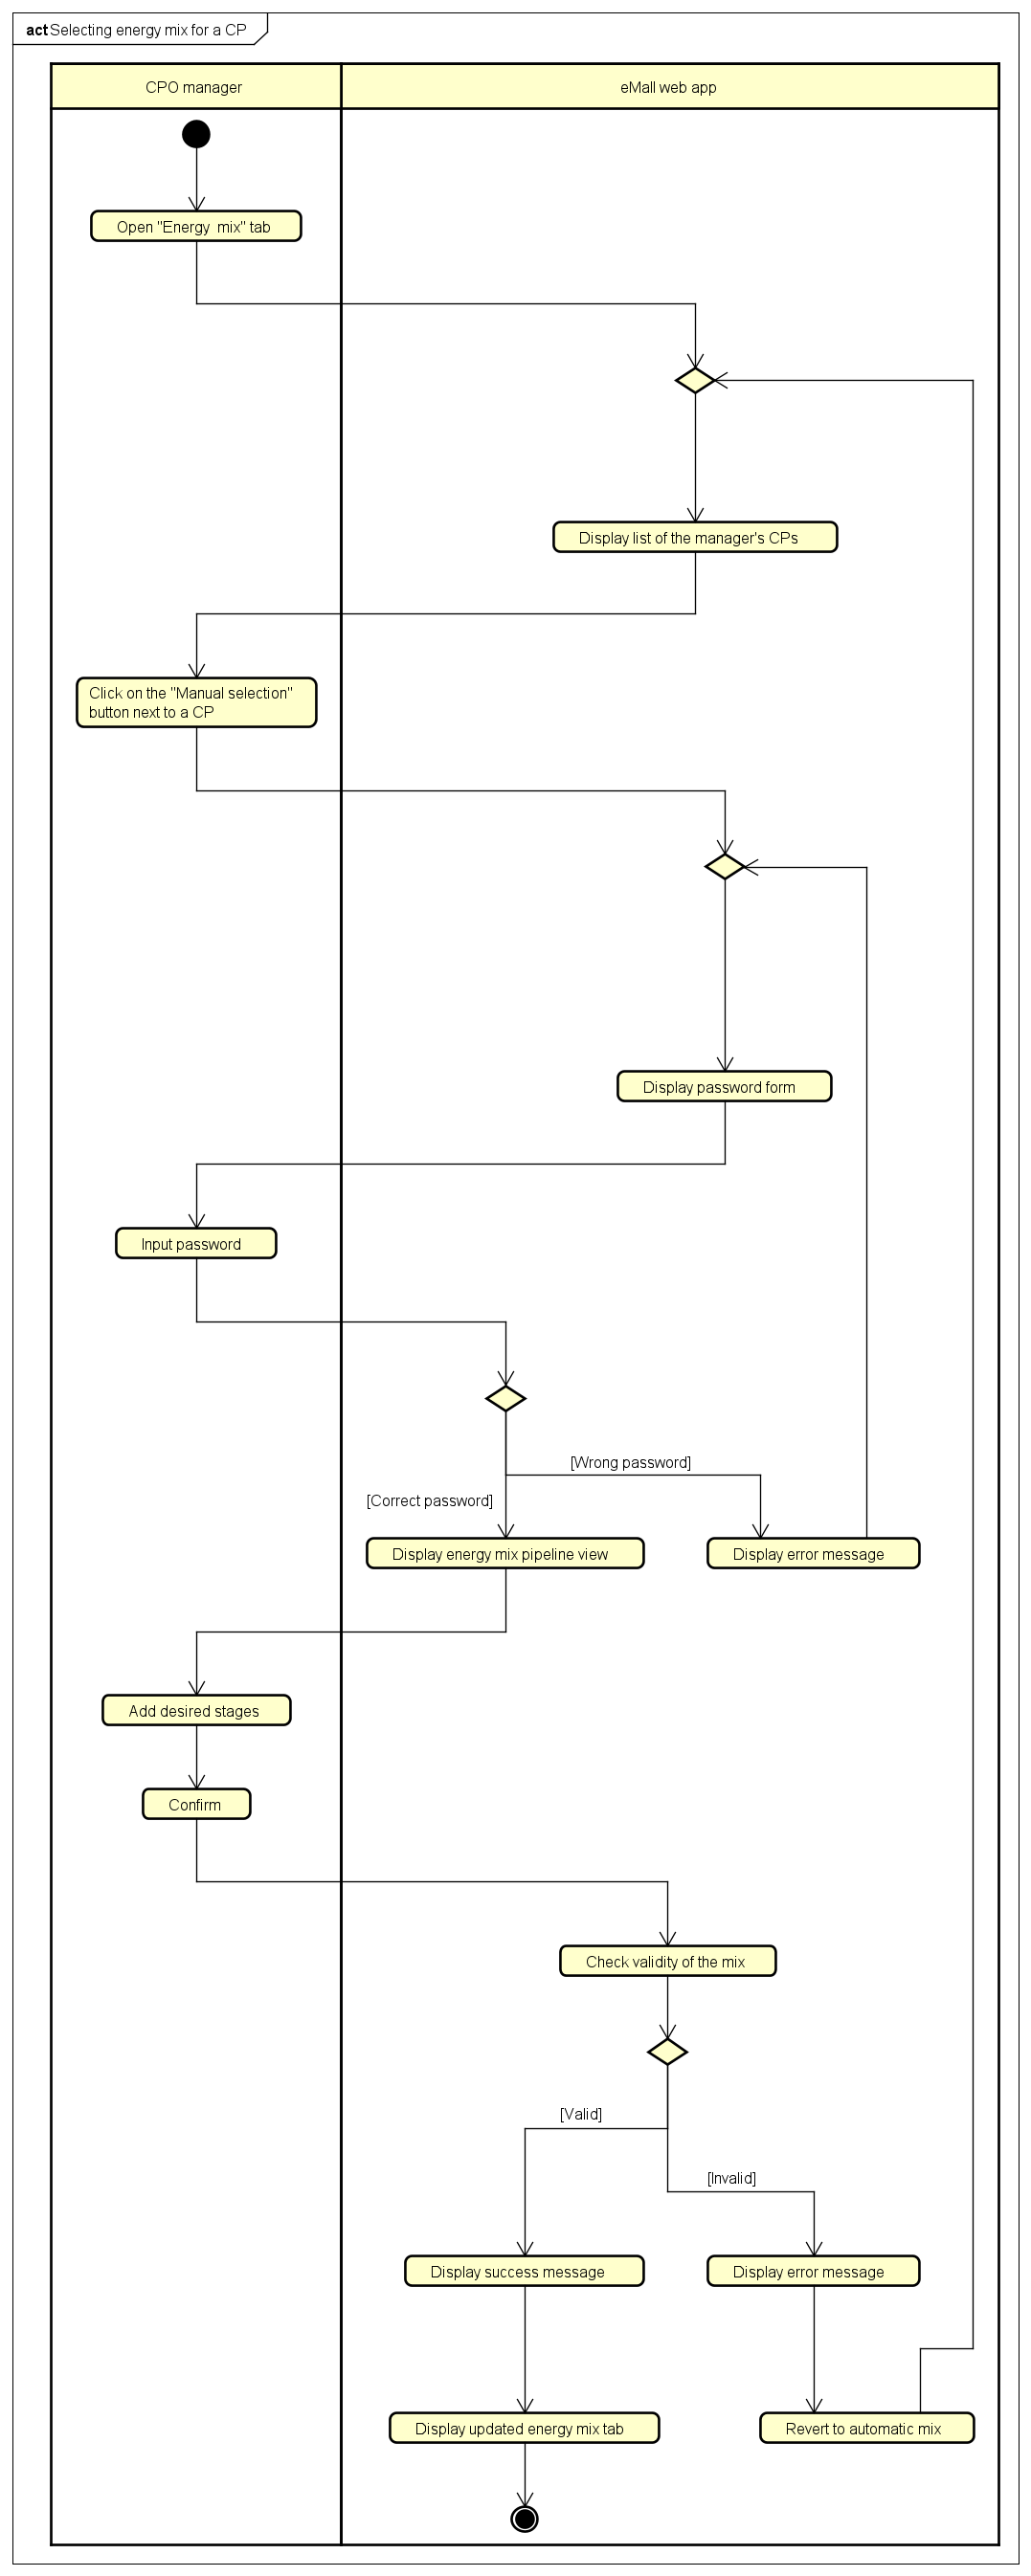 act Selecting energy mix for a CP
CPO manager
eMall web app
Open "Energy  mix" tab
Display list of the manager's CPs
Click on the "Manual selection"
button next to a CP
Display password form
Input password
[Wrong password]
[Correct password]
Display energy mix pipeline view
Display error message
Add desired stages
Confirm
Check validity of the mix
[Valid]
[Invalid]
Display success message
Display error message
Display updated energy mix tab
Revert to automatic mix